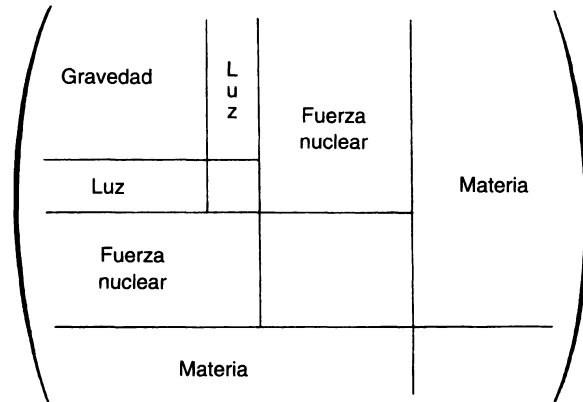 Gravedad
L
u
z
Fuerza
nuclear
Materia
Luz
Fuerza
nuclear
Materia